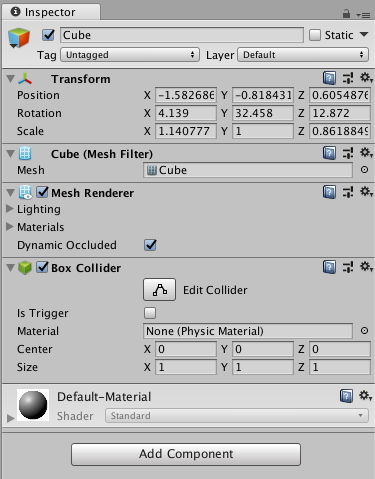 Inspector
Cube Static
Tag Untagged Layer Default
Transform
Position X -1.582686 Y -0.818431 Z 0.6054876
Rotation X 4.139 Y 32.458 Z 12.872
Scale X 1.140777 Y 1 Z 0.8618849
Cube (Mesh Filter)
Mesh Cube
Mesh Renderer
Lighting
Materials
Dynamic Occluded
Box Collider
Edit Collider
Is Trigger
Material None (Physic Material)
Center X 0 Y 0 Z 0
Size X 1 Y 1 Z 1
Default-Material
Shader Standard
Add Component